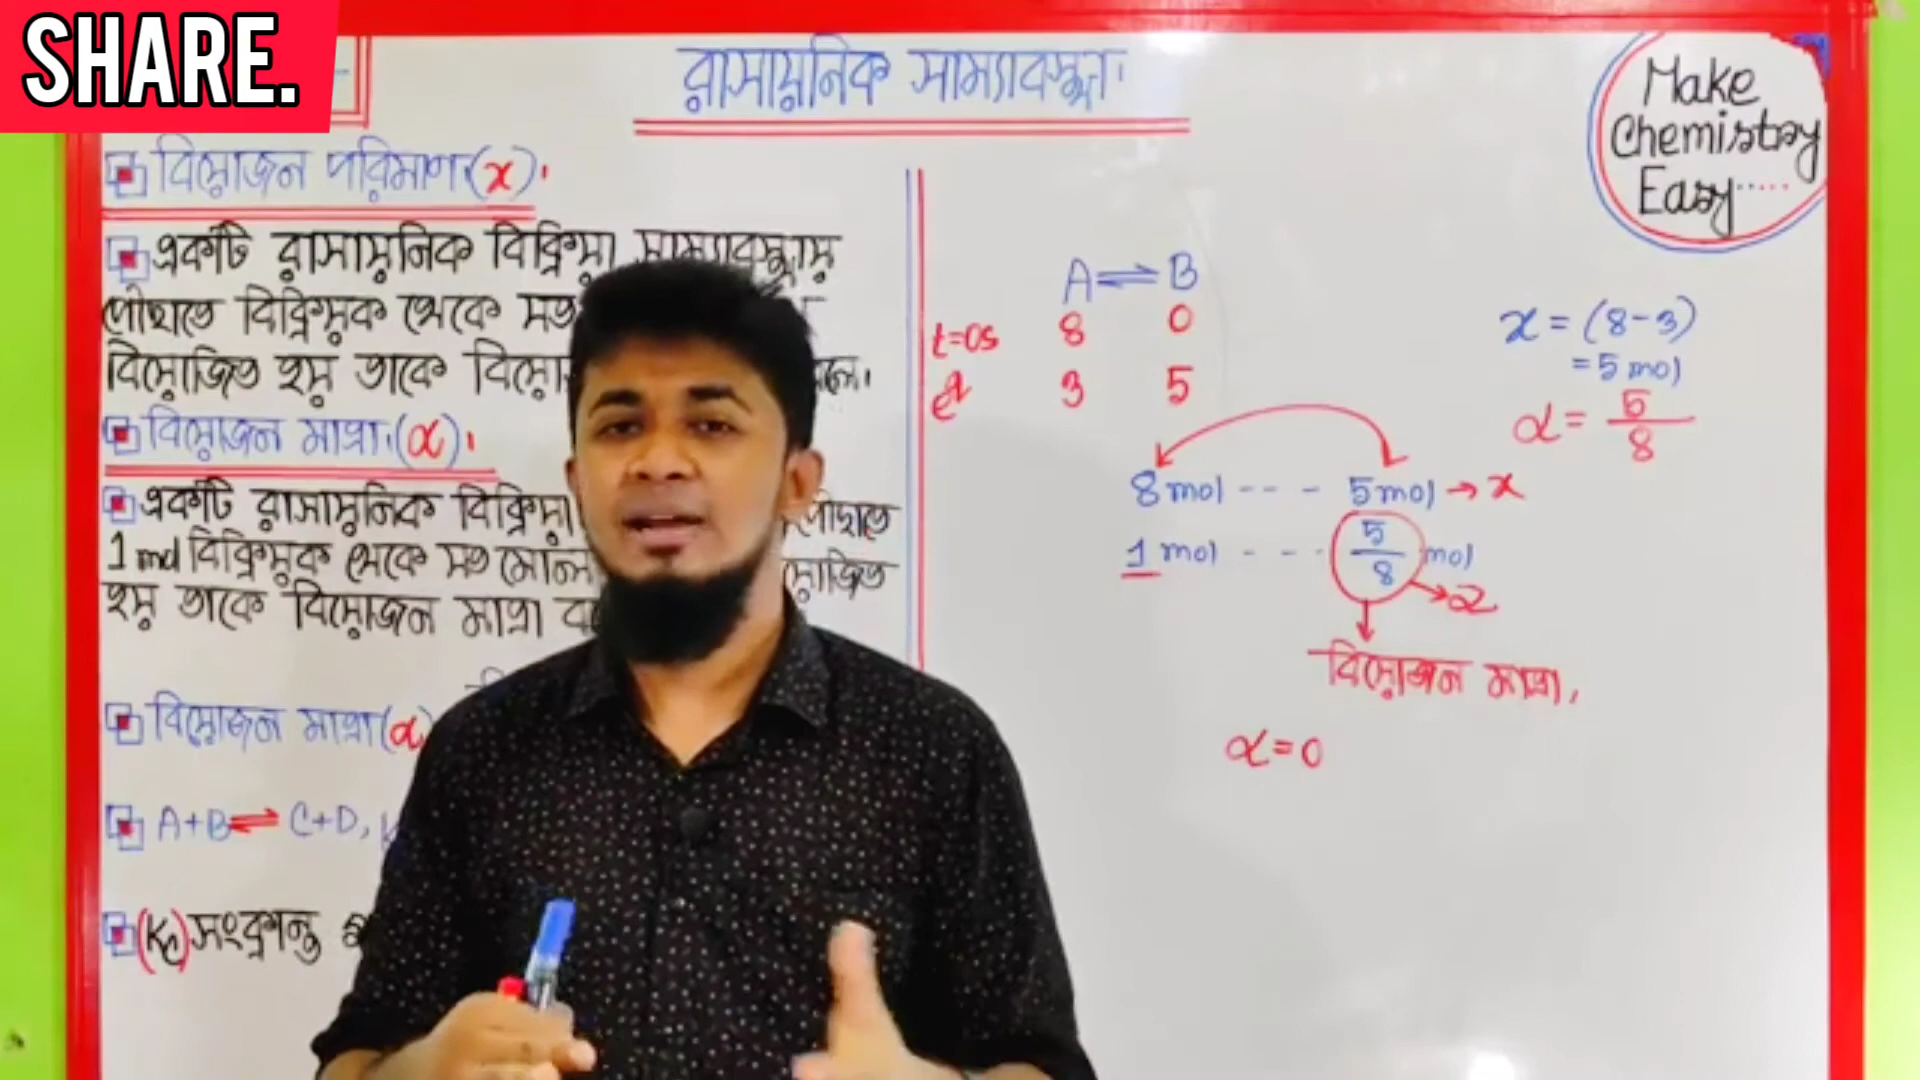 SHARE.
রাসায়নিক সাম্যাবস্থা।
Make
Chemistry
Easy.....
বিয়োজন পরিমাণ (x)।
একটি রাসায়নিক বিক্রিয়া সাম্যাবস্থায়
পৌছাতে বিক্রিয়ক থেকে যত
বিয়োজিত হয় তাকে
বিয়োজন মাত্রা (α)।
একটি রাসায়নিক বিক্রিয়া পৌছাতে
1 mol বিক্রিয়ক থেকে যত মোল
হয় তাকে বিয়োজন মাত্রা
বিয়োজন মাত্রা (α)
A+B⇌C+D,
(Kc) সংক্রান্ত
A⇌B
t=0s 8 0
3 5
x = (8-3)
= 5 mol
α = 5/8
8 mol --- 5 mol → x
1 mol --- 5/8 mol
→ α
বিয়োজন মাত্রা,
α=0